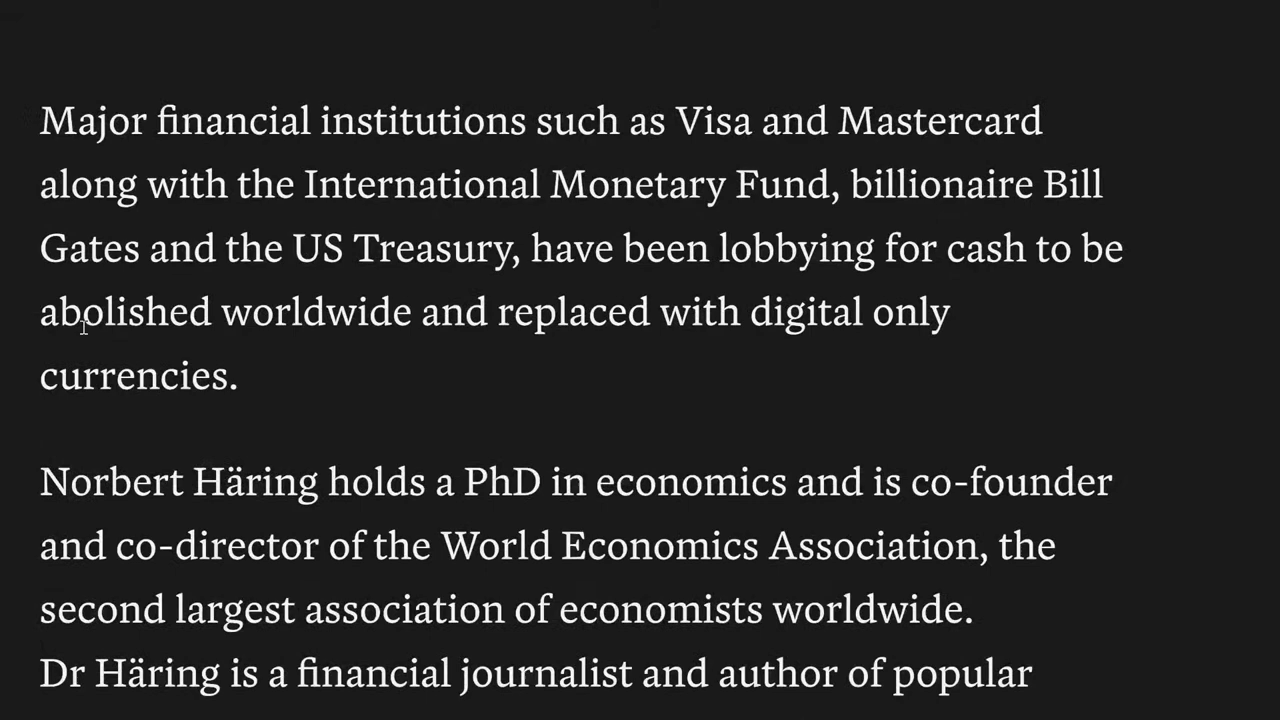 Major financial institutions such as Visa and Mastercard
along with the International Monetary Fund, billionaire Bill
Gates and the US Treasury, have been lobbying for cash to be
abolished worldwide and replaced with digital only
currencies.
Norbert Häring holds a PhD in economics and is co-founder
and co-director of the World Economics Association, the
second largest association of economists worldwide.
Dr Häring is a financial journalist and author of popular